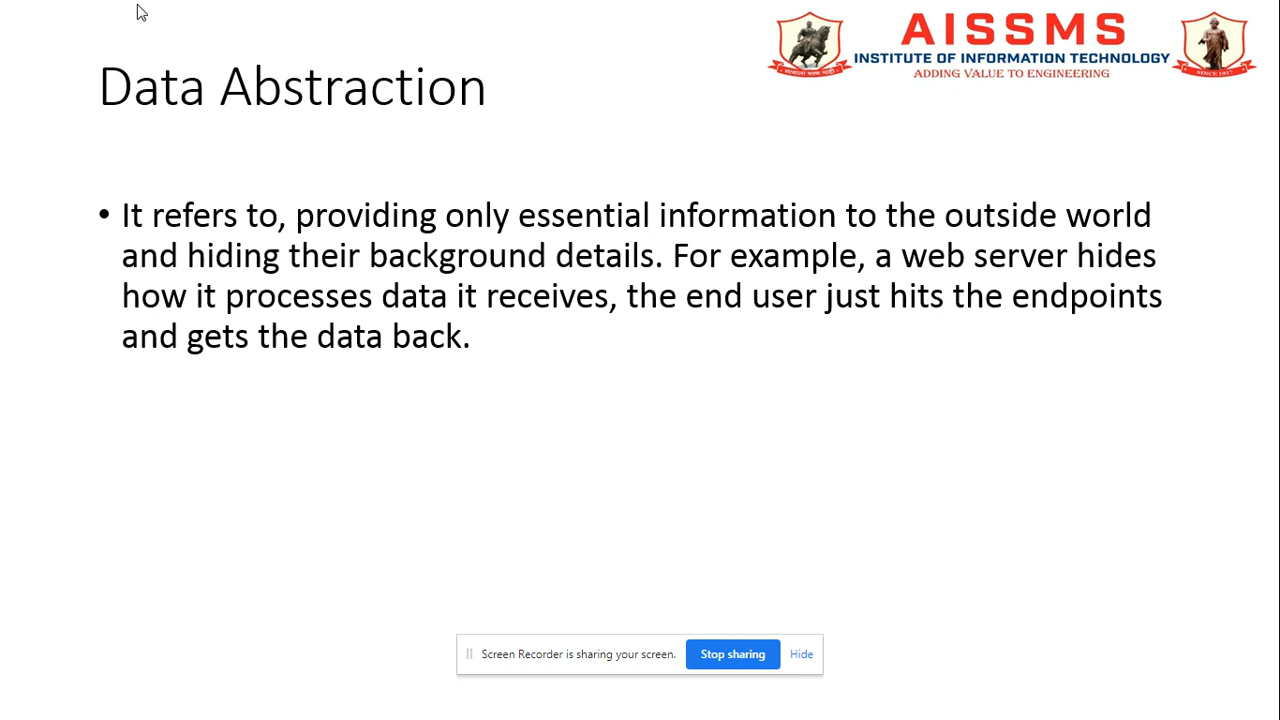 AISSMS
INSTITUTE OF INFORMATION TECHNOLOGY
ADDING VALUE TO ENGINEERING
SINCE 1917
Data Abstraction
• It refers to, providing only essential information to the outside world
and hiding their background details. For example, a web server hides
how it processes data it receives, the end user just hits the endpoints
and gets the data back.
Screen Recorder is sharing your screen.
Stop sharing
Hide